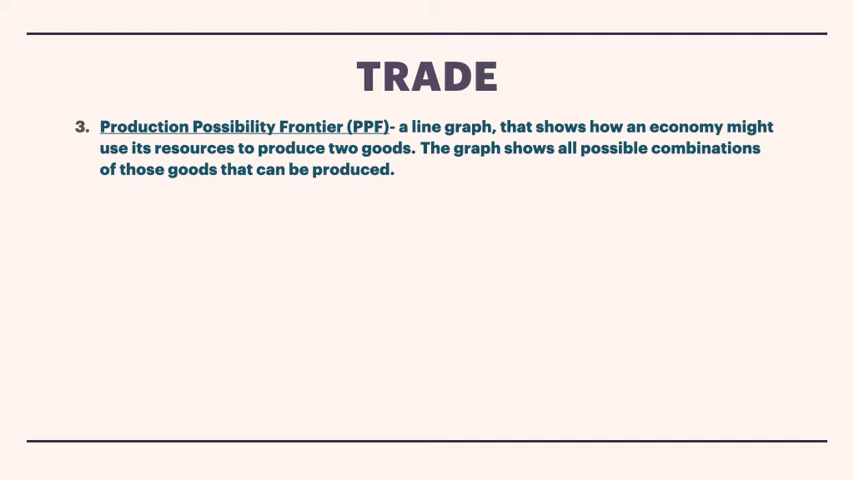 TRADE
3. Production Possibility Frontier (PPF)- a line graph, that shows how an economy might
use its resources to produce two goods. The graph shows all possible combinations
of those goods that can be produced.